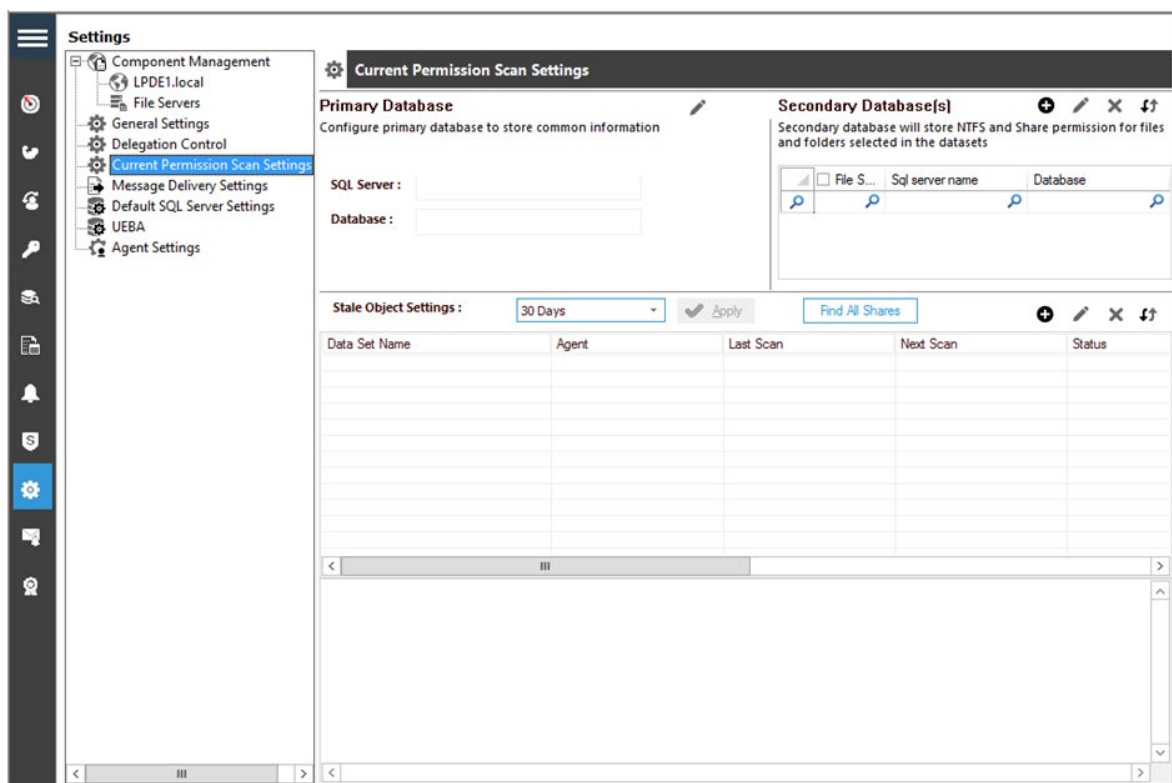 Settings
Component Management
LPDE1.local
File Servers
General Settings
Delegation Control
Current Permission Scan Settings
Message Delivery Settings
Default SQL Server Settings
UEBA
Agent Settings
Current Permission Scan Settings
Primary Database
Configure primary database to store common information
SQL Server :
Database :
Secondary Database[s]
Secondary database will store NTFS and Share permission for files
and folders selected in the datasets
File S... Sql server name Database
Stale Object Settings : 30 Days Apply Find All Shares
Data Set Name Agent Last Scan Next Scan Status